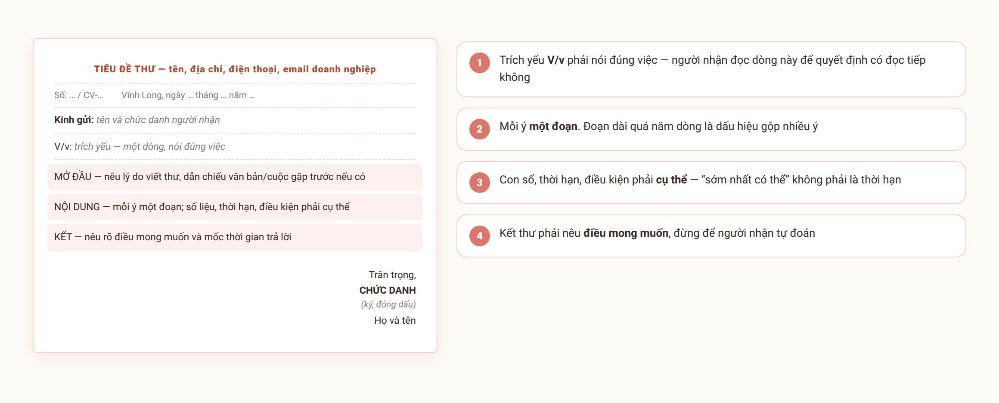 TIÊU ĐỀ THƯ — tên, địa chỉ, điện thoại, email doanh nghiệp
Số: ... / CV-... Vĩnh Long, ngày ... tháng ... năm ...
Kính gửi: tên và chức danh người nhận
V/v: trích yếu — một dòng, nói đúng việc
MỞ ĐẦU — nêu lý do viết thư, dẫn chiếu văn bản/cuộc gặp trước nếu có
NỘI DUNG — mỗi ý một đoạn; số liệu, thời hạn, điều kiện phải cụ thể
KẾT — nêu rõ điều mong muốn và mốc thời gian trả lời
Trân trọng,
CHỨC DANH
(ký, đóng dấu)
Họ và tên
1 Trích yếu V/v phải nói đúng việc — người nhận đọc dòng này để quyết định có đọc tiếp
không
2 Mỗi ý một đoạn. Đoạn dài quá năm dòng là dấu hiệu gộp nhiều ý
3 Con số, thời hạn, điều kiện phải cụ thể — “sớm nhất có thể” không phải là thời hạn
4 Kết thư phải nêu điều mong muốn, đừng để người nhận tự đoán